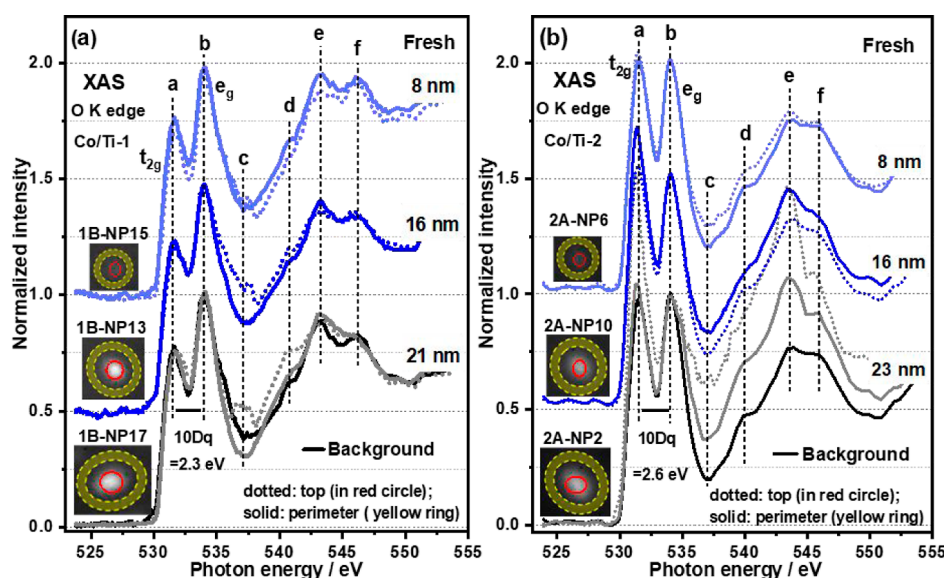 (a)
XAS
O K edge
Co/Ti-1
Fresh
a
b
c
d
e
f
t2g
eg
8 nm
16 nm
21 nm
1B-NP15
1B-NP13
1B-NP17
10Dq
=2.3 eV
Background
dotted: top (in red circle);
solid: perimeter ( yellow ring )
Normalized intensity
2.0
1.5
1.0
0.5
0.0
525 530 535 540 545 550 555
Photon energy / eV
(b)
XAS
O K edge
Co/Ti-2
Fresh
a
b
c
d
e
f
t2g
eg
8 nm
16 nm
23 nm
2A-NP6
2A-NP10
2A-NP2
10Dq
=2.6 eV
Background
dotted: top (in red circle);
solid: perimeter (yellow ring)
Normalized intensity
2.0
1.5
1.0
0.5
0.0
525 530 535 540 545 550 555
Photon energy / eV